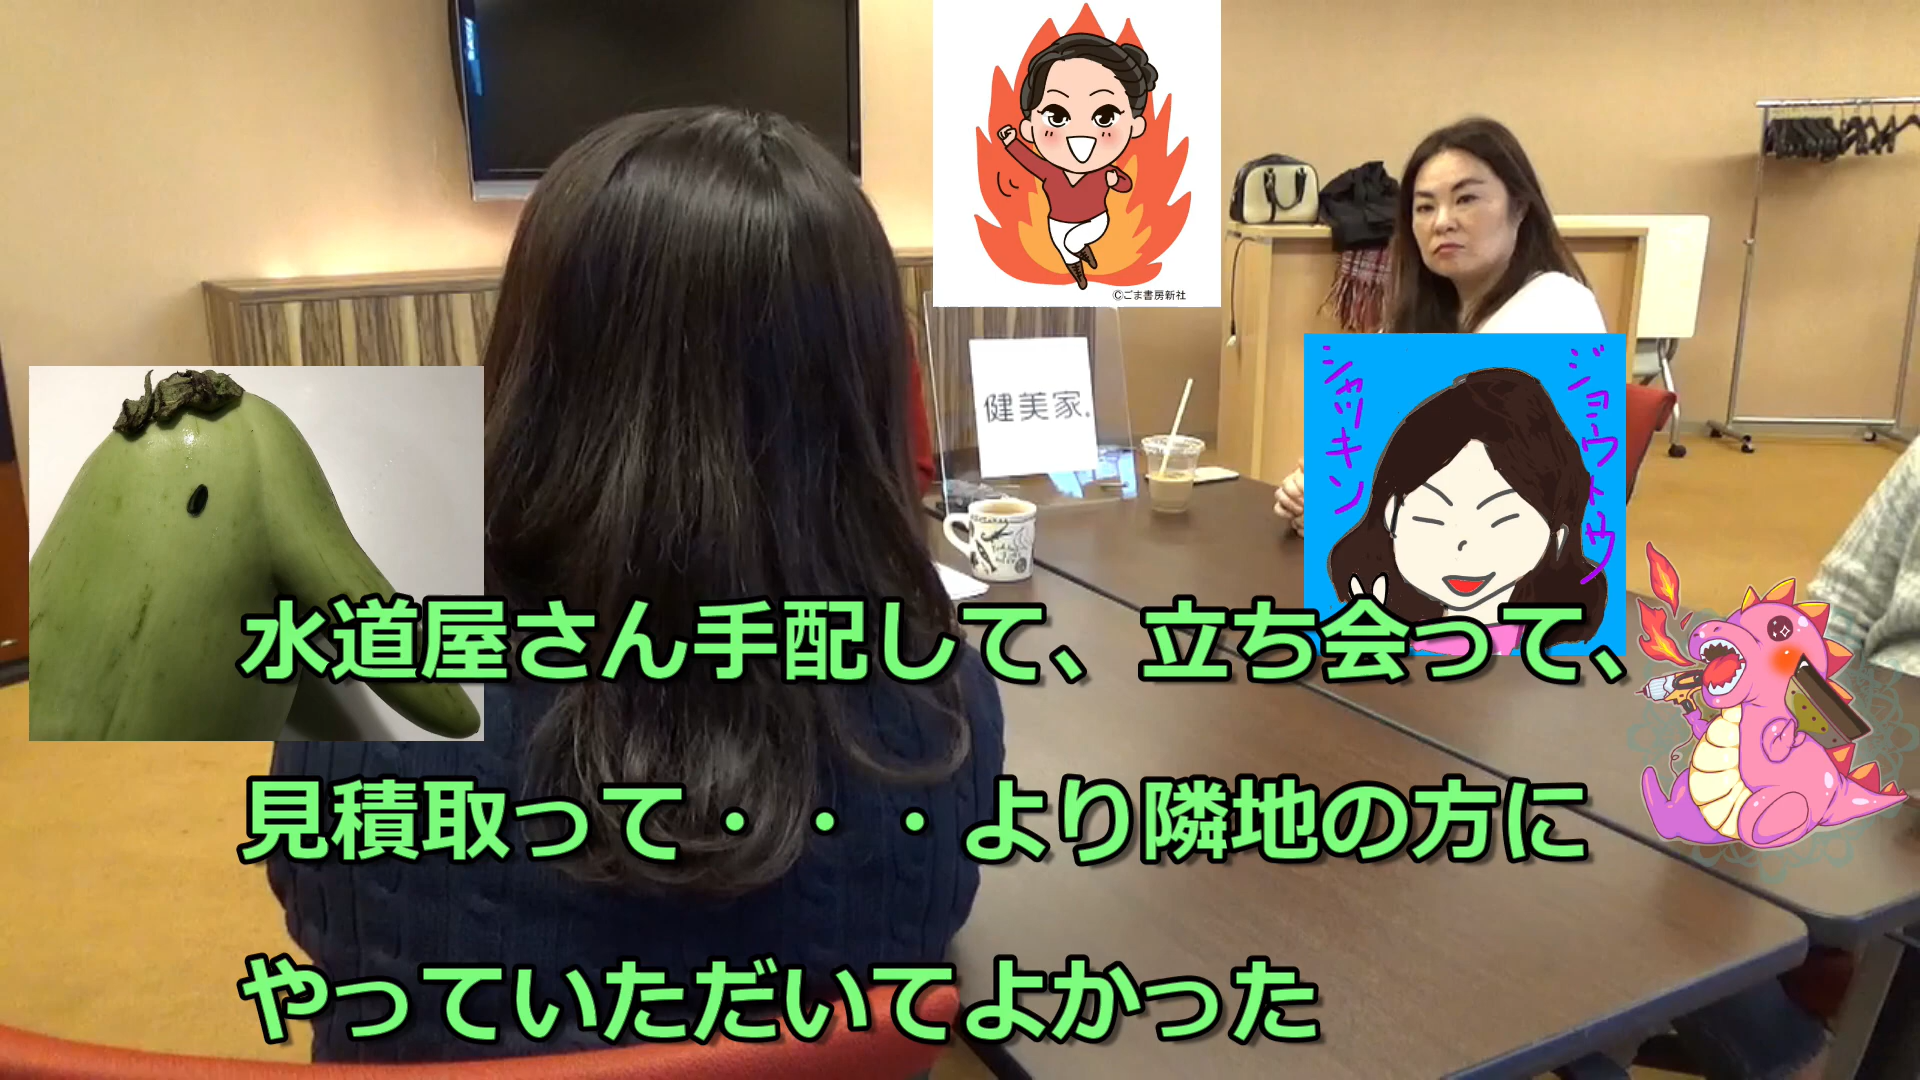 ©ごま書房新社
健美家.
シャッキン
ジョウトウ
水道屋さん手配して、立ち会って、
見積取って・・・より隣地の方に
やっていただいてよかった